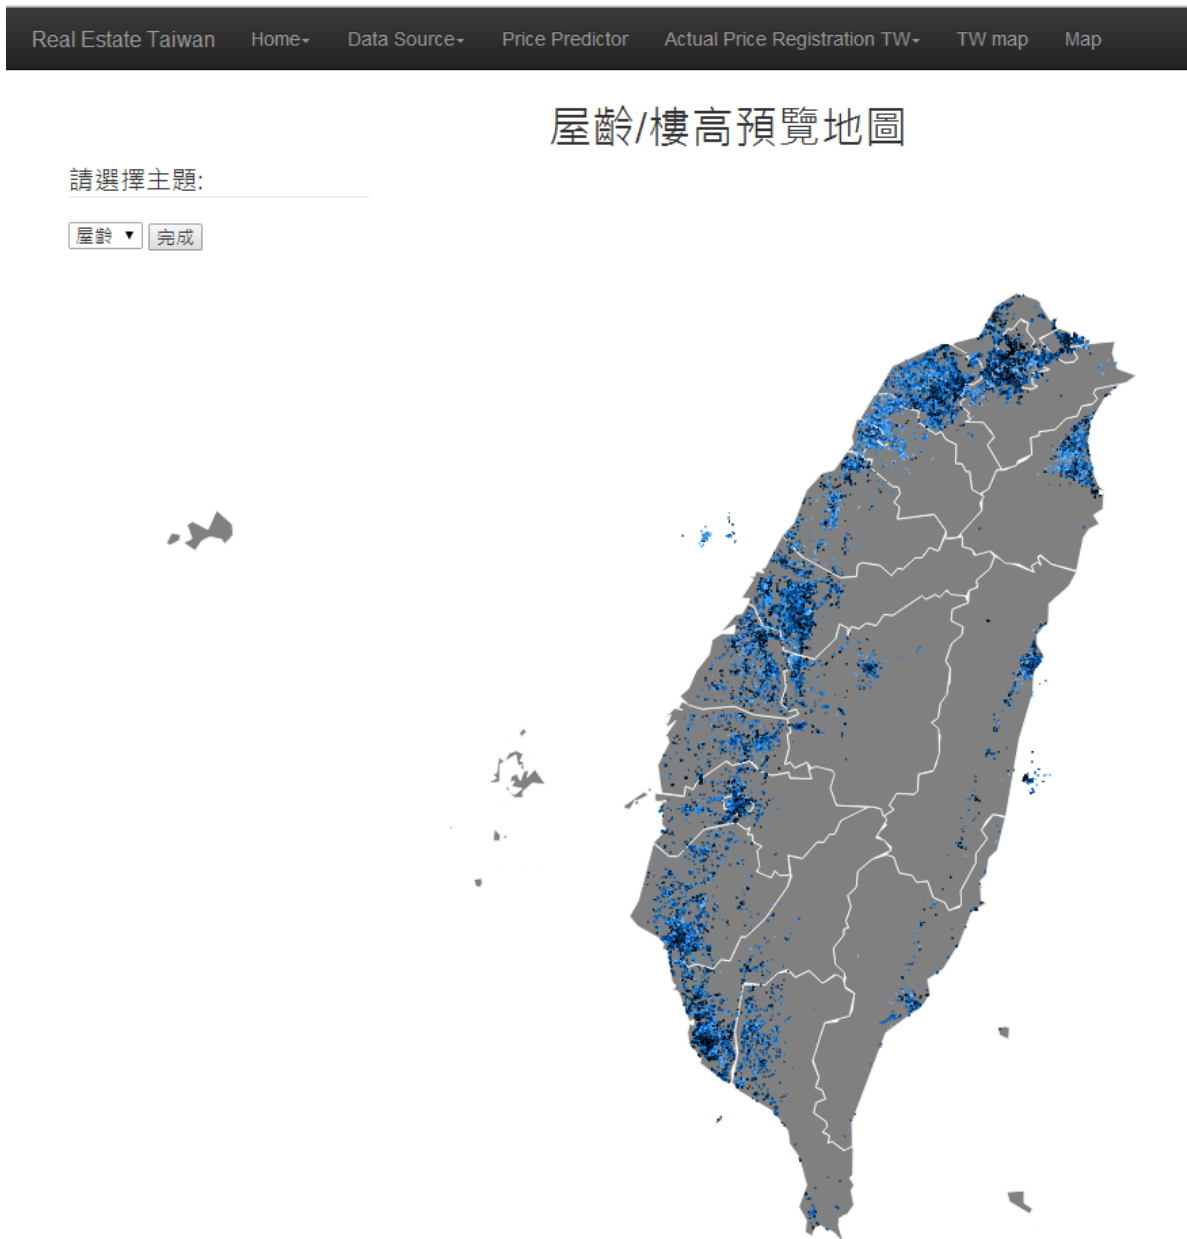 Real Estate Taiwan Home Data Source Price Predictor Actual Price Registration TW TW map Map
屋齡/樓高預覽地圖
請選擇主題:
屋齡 完成